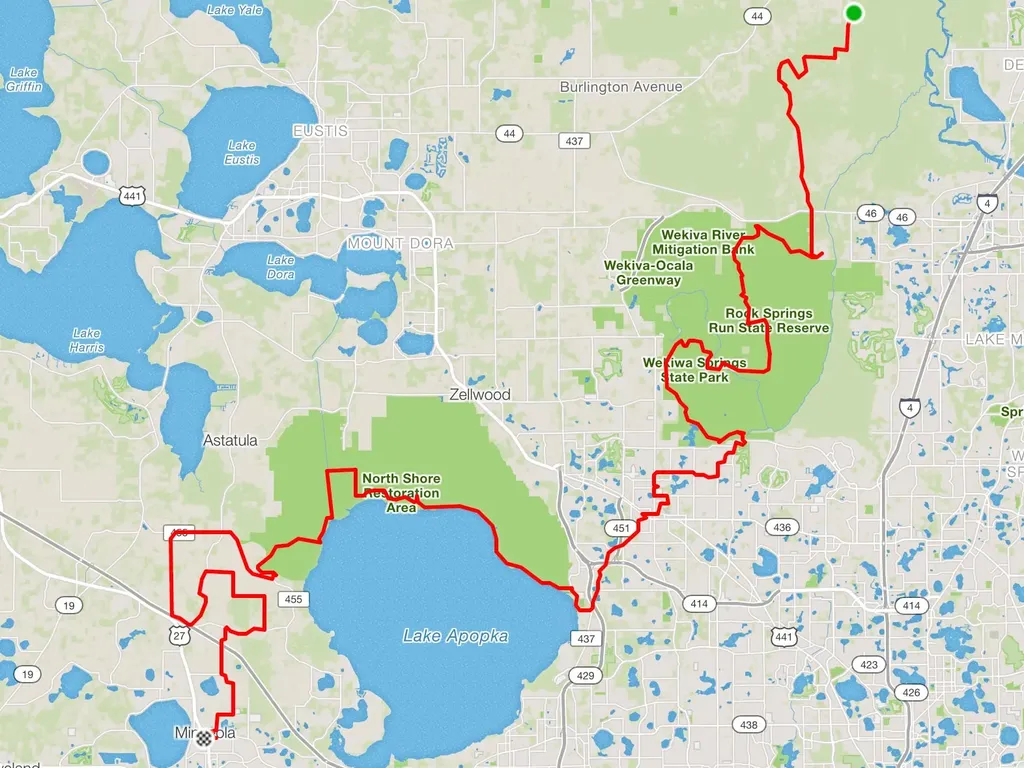 Lake Yale
44
Lake
Griffin
DE
Burlington Avenue
EUSTIS
44
437
Lake
Eustis
441
4
46
46
Wekiva River
Mitigation Bank
MOUNT DORA
Lake
Dora
Wekiva-Ocala
Greenway
Rock Springs
Run State Reserve
Lake
Harris
LAKE M
Wekiwa Springs
State Park
Zellwood
4
Spr
Astatula
W
SP
North Shore
Restoration
Area
455
451
436
455
19
414
414
27
Lake Apopka
437
441
19
423
429
426
438
Minneola